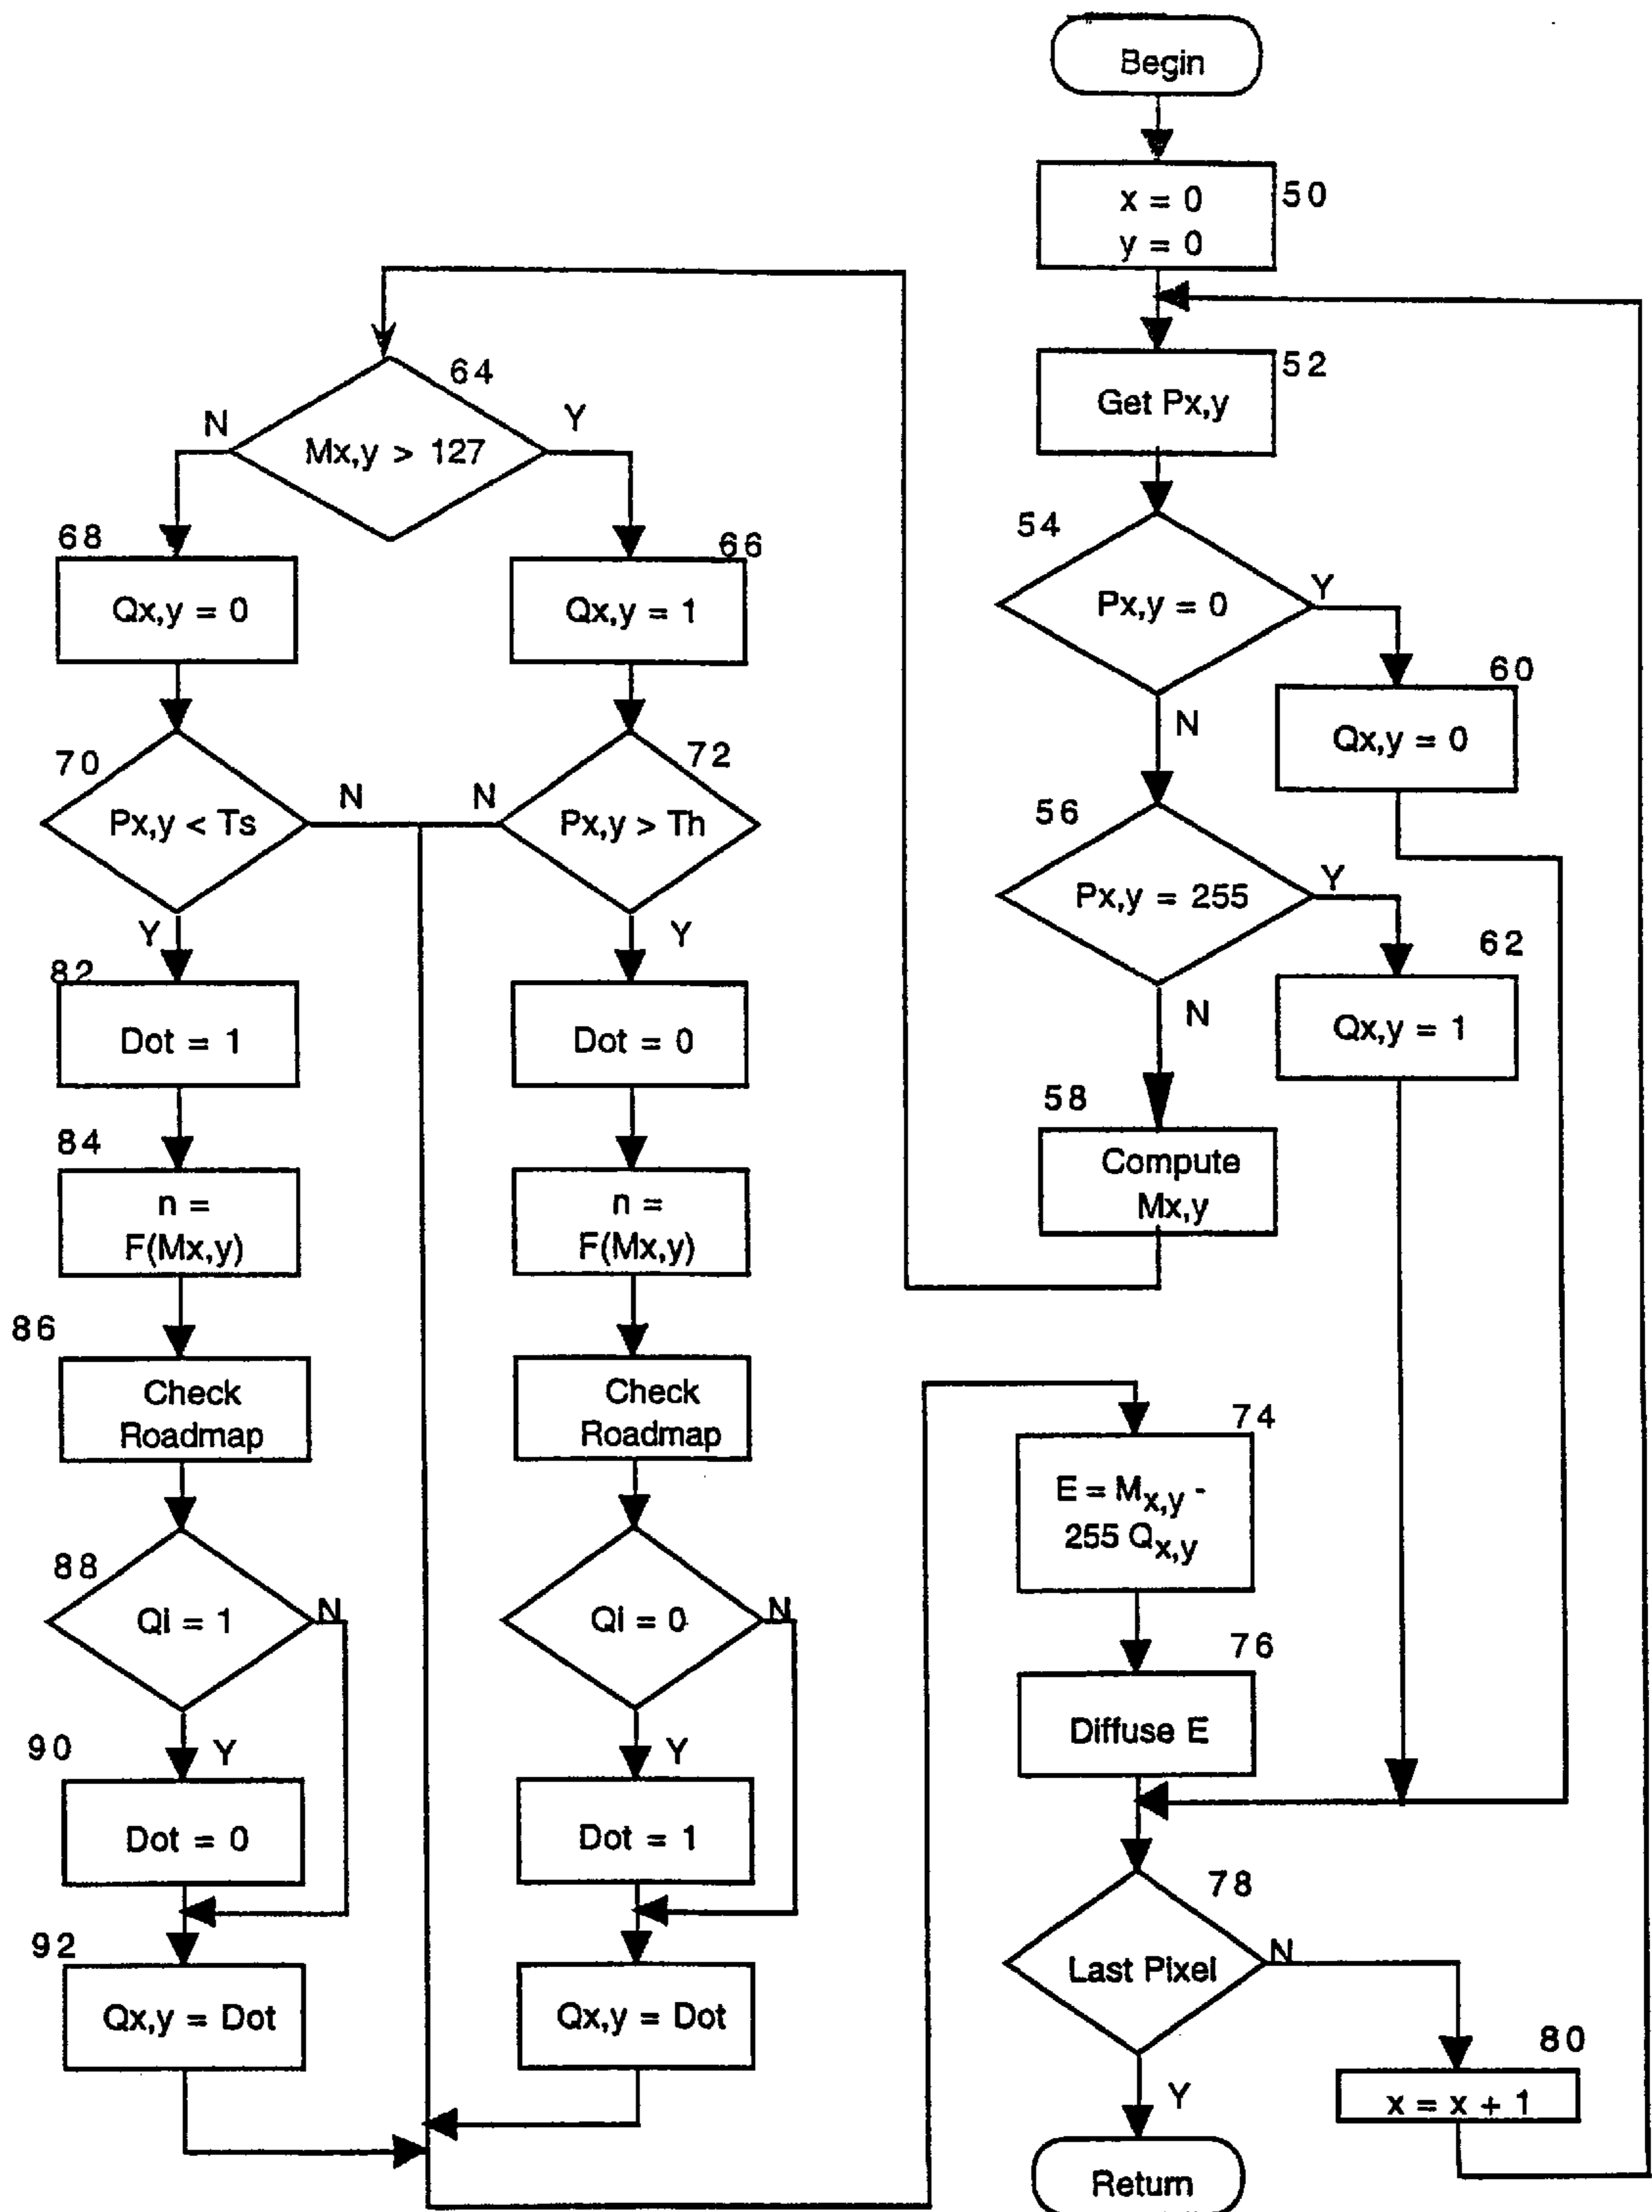 Begin
x = 0
y = 0
50
Get Px,y
52
54
Px,y = 0
Y
N
60
Qx,y = 0
56
Px,y = 255
Y
N
62
Qx,y = 1
58
Compute
Mx,y
64
N
Y
Mx,y > 127
68
Qx,y = 0
66
Qx,y = 1
70
Px,y < Ts
N
Y
72
Px,y > Th
N
Y
82
Dot = 1
Dot = 0
84
n =
F(Mx,y)
n =
F(Mx,y)
86
Check
Roadmap
Check
Roadmap
88
Qi = 1
N
Y
Qi = 0
N
Y
90
Dot = 0
Dot = 1
92
Qx,y = Dot
Qx,y = Dot
74
E = Mx,y -
255 Qx,y
76
Diffuse E
78
Last Pixel
N
Y
80
x = x + 1
Return